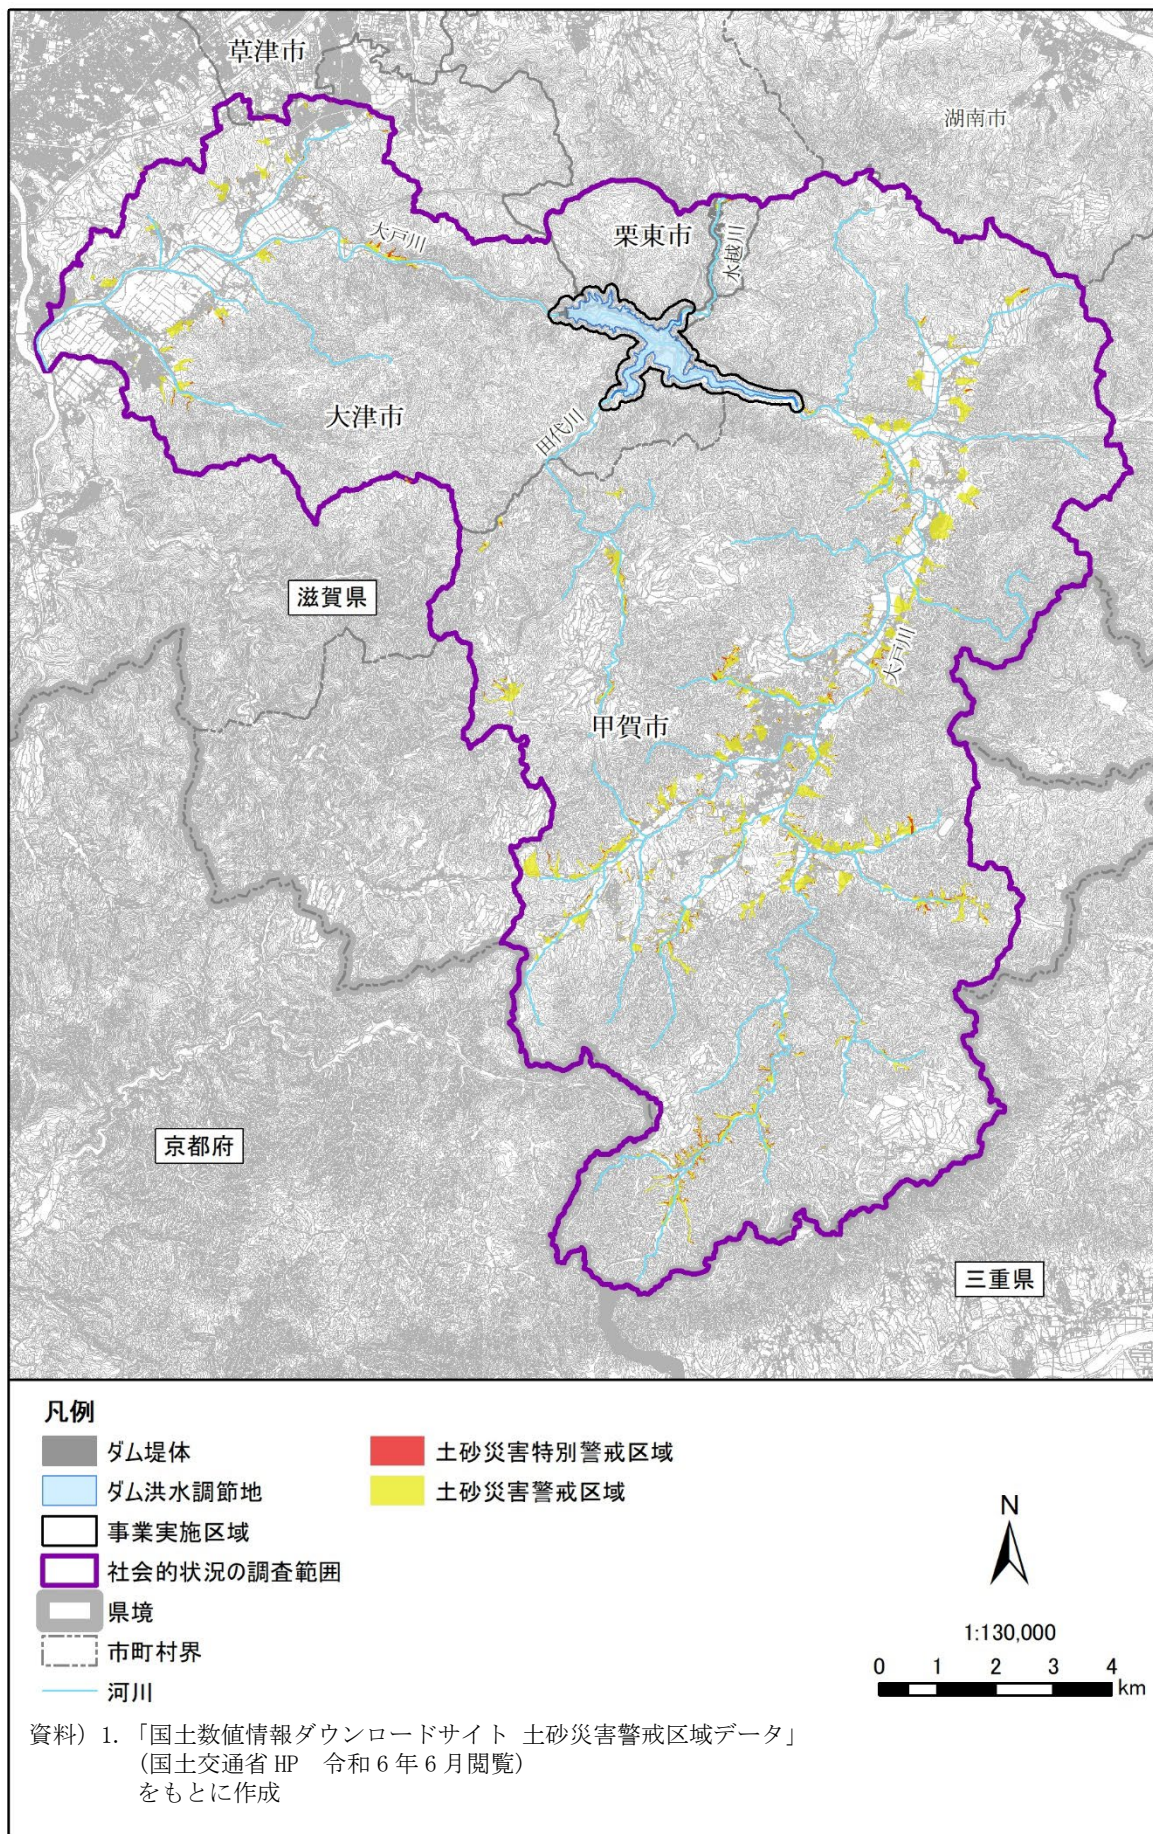 草津市
湖南市
栗東市
大戸川
水越川
大津市
田代川
滋賀県
大戸川
甲賀市
京都府
三重県
凡例
ダム堤体
ダム洪水調節地
事業実施区域
社会的状況の調査範囲
県境
市町村界
河川
土砂災害特別警戒区域
土砂災害警戒区域
N
1:130,000
0 1 2 3 4
km
資料）1.「国土数値情報ダウンロードサイト 土砂災害警戒区域データ」
(国土交通省 HP 令和 6 年 6 月閲覧)
をもとに作成